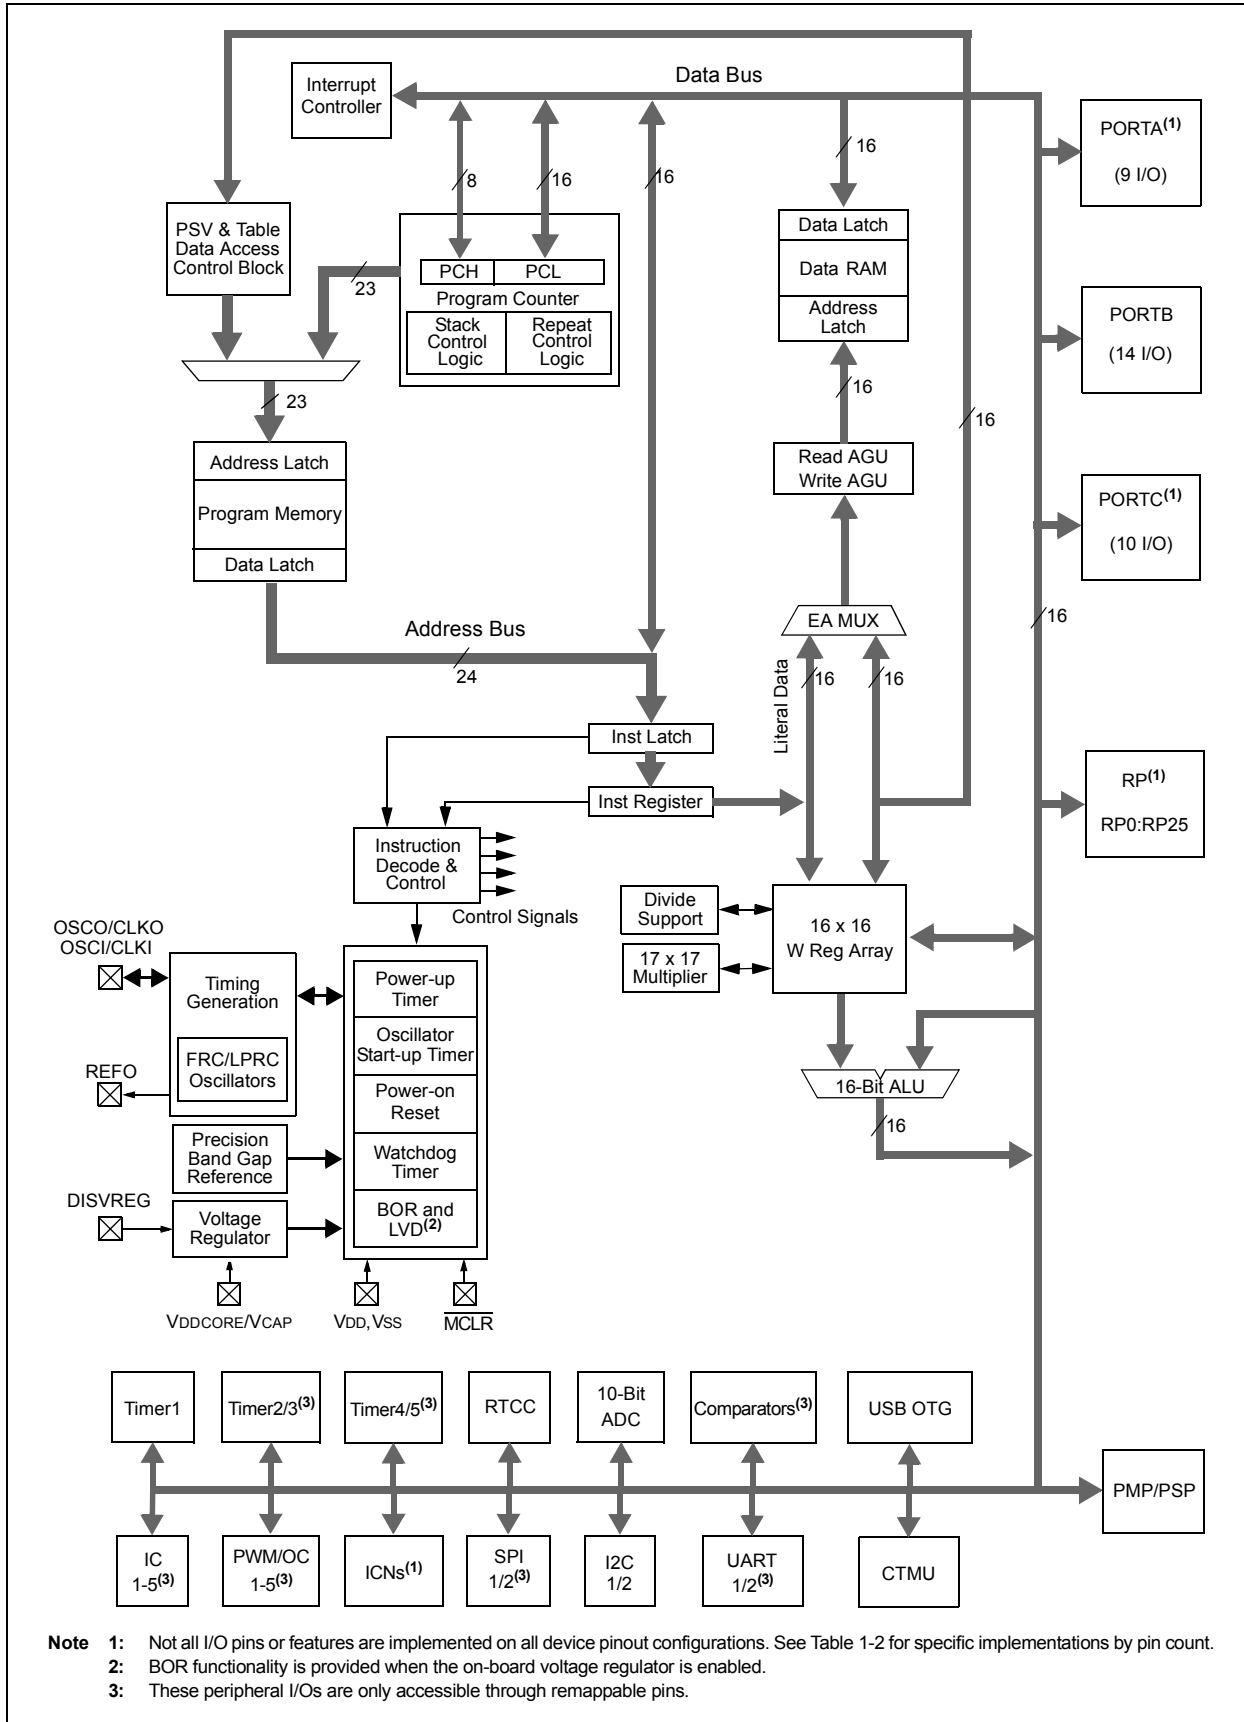 Data Bus
Interrupt
Controller
PORTA(1)
(9 I/O)
16
8
16
16
PSV & Table
Data Access
Control Block
Data Latch
Data RAM
Address
Latch
PCH
PCL
23
Program Counter
Stack
Control
Logic
Repeat
Control
Logic
PORTB
(14 I/O)
23
16
16
Address Latch
Program Memory
Data Latch
Read AGU
Write AGU
PORTC(1)
(10 I/O)
EA MUX
16
Address Bus
24
Literal Data
16
16
Inst Latch
Inst Register
RP(1)
RP0:RP25
Instruction
Decode &
Control
Control Signals
Divide
Support
17 x 17
Multiplier
16 x 16
W Reg Array
OSCO/CLKO
OSCI/CLKI
Timing
Generation
FRC/LPRC
Oscillators
REFO
Power-up
Timer
Oscillator
Start-up Timer
Power-on
Reset
Watchdog
Timer
BOR and
LVD(2)
16-Bit ALU
16
Precision
Band Gap
Reference
DISVREG
Voltage
Regulator
VDDCORE/VCAP
VDD,VSS
MCLR
Timer1
Timer2/3(3)
Timer4/5(3)
RTCC
10-Bit
ADC
Comparators(3)
USB OTG
PMP/PSP
IC
1-5(3)
PWM/OC
1-5(3)
ICNs(1)
SPI
1/2(3)
I2C
1/2
UART
1/2(3)
CTMU
Note 1: Not all I/O pins or features are implemented on all device pinout configurations. See Table 1-2 for specific implementations by pin count.
2: BOR functionality is provided when the on-board voltage regulator is enabled.
3: These peripheral I/Os are only accessible through remappable pins.